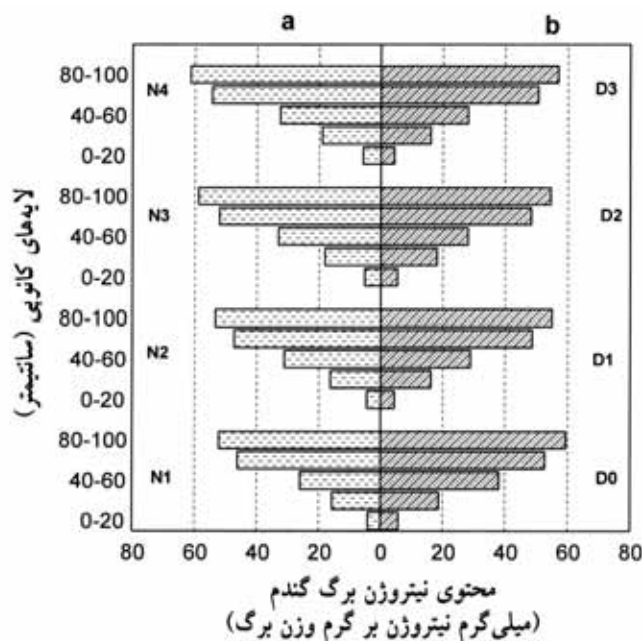 a b
لایه‌های کانوپی (سانتیمتر)
80-100
40-60
0-20
N4
D3
80-100
40-60
0-20
N3
D2
80-100
40-60
0-20
N2
D1
80-100
40-60
0-20
N1
D0
80 60 40 20 0 20 40 60 80
محتوی نیتروژن برگ گندم
(میلی‌گرم نیتروژن بر گرم وزن برگ)